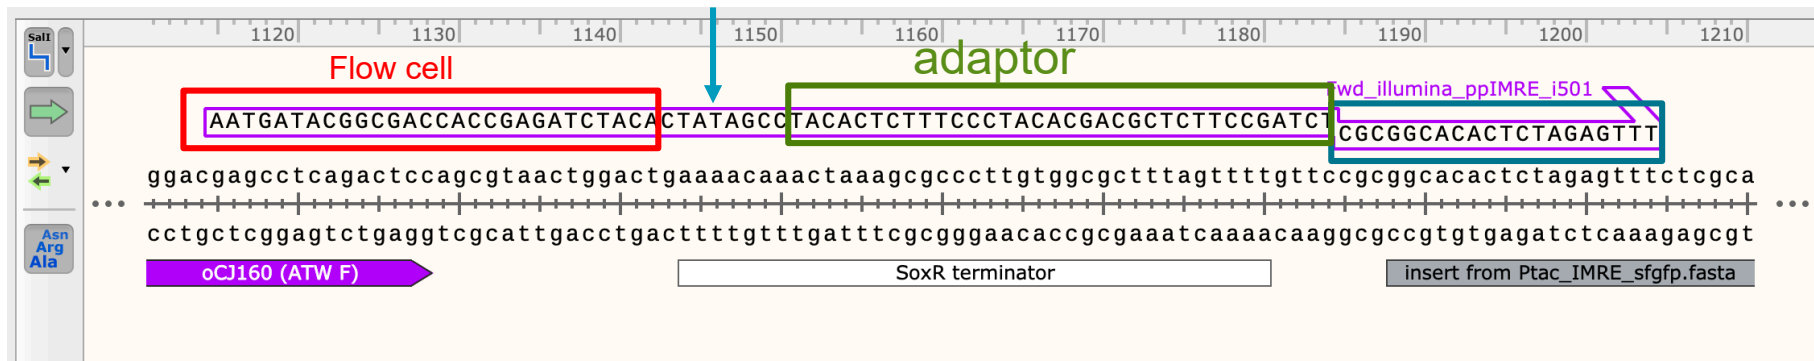 SalI
1120 1130 1140 1150 1160 1170 1180 1190 1200 1210
Flow cell
adaptor
Fwd_illumina_ppIMRE_i501
AATGATACGGCGACCACCGAGATCTACACTATAGCCTACACTCTTTCCCTACACGACGCTCTTCCGATCT
CGCGGCACACTCTAGAGTTT
ggacgagcctcagactccagcgtaactggactgaaaacaaactaaagcgcccttgtggcgctttagttttgttccgcggcacactctagagtttctcgca
cctgctcggagtctgaggtcgcattgacctgacttttgtttgatttcgcgggaacaccgcgaaatcaaaacaaggcgccgtgtgagatctcaaagagcgt
Asn
Arg
Ala
oCJ160 (ATW F)
SoxR terminator
insert from Ptac_IMRE_sfgfp.fasta